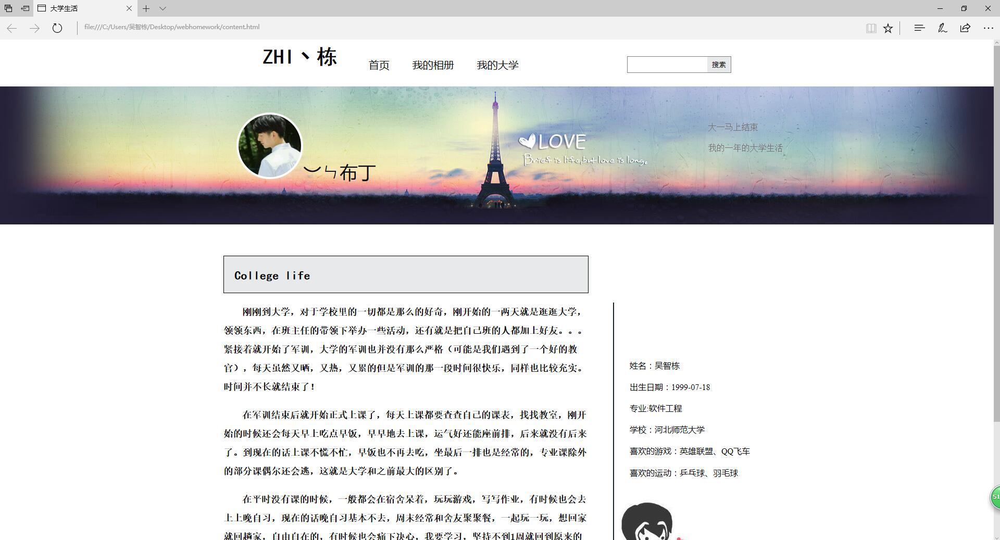 大学生活
file:///C:/Users/吴智栋/Desktop/webhomework/content.html
ZHI丶栋
首页
我的相册
我的大学
搜索
LOVE
Brief is life,but love is long.
大一马上结束
我的一年的大学生活
︶ㄣ布丁
College life
刚刚到大学，对于学校里的一切都是那么的好奇，刚开始的一两天就是逛逛大学，
领领东西，在班主任的带领下举办一些活动，还有就是把自己班的人都加上好友。。。
紧接着就开始了军训，大学的军训也并没有那么严格（可能是我们遇到了一个好的教
官），每天虽然又晒，又热，又累的但是军训的那一段时间很快乐，同样也比较充实。
时间并不长就结束了！
在军训结束后就开始正式上课了，每天上课都要查查自己的课表，找找教室，刚开
始的时候还会每天早上吃点早饭，早早地去上课，运气好还能座前排，后来就没有后来
了。到现在的话上课不慌不忙，早饭也不再去吃，坐最后一排也是经常的，专业课除外
的部分课偶尔还会逃，这就是大学和之前最大的区别了。
在平时没有课的时候，一般都会在宿舍呆着，玩玩游戏，写写作业，有时候也会去
上上晚自习，现在的话晚自习基本不去，周末经常和舍友聚聚餐，一起玩一玩，想回家
就回趟家，自由自在的，有时候也会痛下决心，我要学习，坚持不到1周就回到原来的
姓名：吴智栋
出生日期：1999-07-18
专业:软件工程
学校：河北师范大学
喜欢的游戏：英雄联盟、QQ飞车
喜欢的运动：乒乓球、羽毛球
51